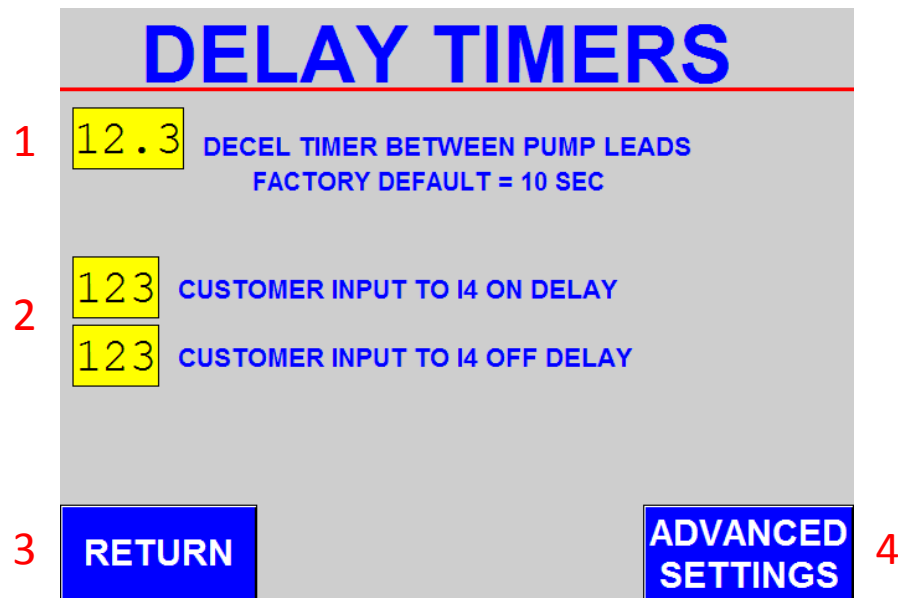 DELAY TIMERS
1
12.3 DECEL TIMER BETWEEN PUMP LEADS
FACTORY DEFAULT = 10 SEC
2
123 CUSTOMER INPUT TO I4 ON DELAY
123 CUSTOMER INPUT TO I4 OFF DELAY
3
RETURN
ADVANCED
SETTINGS
4